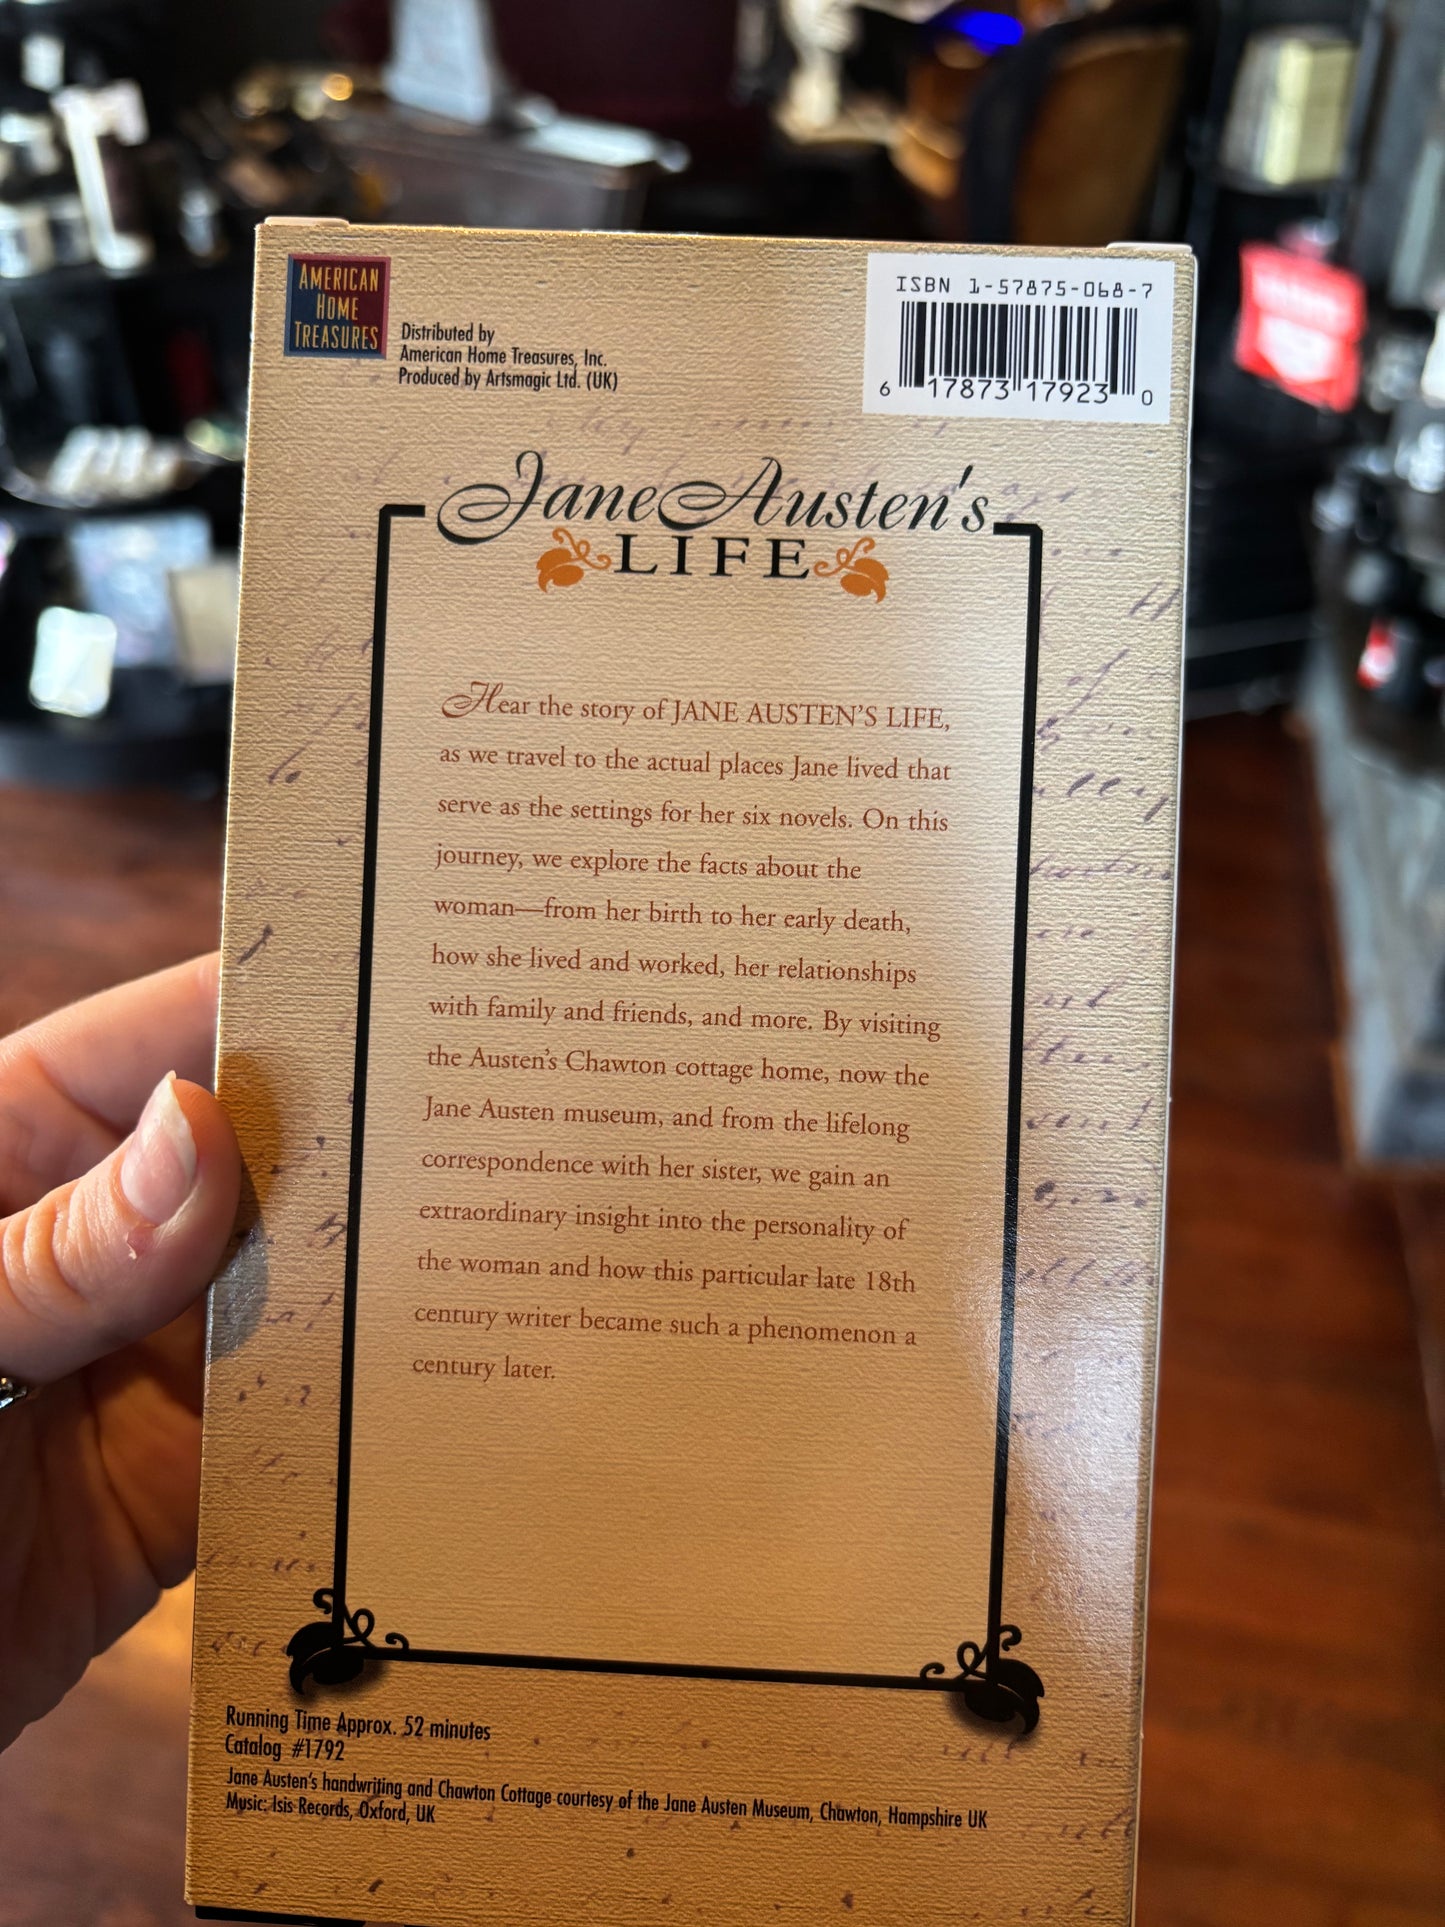 AMERICAN
HOME
TREASURES
Distributed by
American Home Treasures, Inc.
Produced by Artsmagic Ltd. (UK)
ISBN 1-57875-068-7
6 17873 17923 0
Jane Austen's
LIFE
Hear the story of JANE AUSTEN'S LIFE,
as we travel to the actual places Jane lived that
serve as the settings for her six novels. On this
journey, we explore the facts about the
woman—from her birth to her early death,
how she lived and worked, her relationships
with family and friends, and more. By visiting
the Austen's Chawton cottage home, now the
Jane Austen museum, and from the lifelong
correspondence with her sister, we gain an
extraordinary insight into the personality of
the woman and how this particular late 18th
century writer became such a phenomenon a
century later.
Running Time Approx. 52 minutes
Catalog #1792
Jane Austen's handwriting and Chawton Cottage courtesy of the Jane Austen Museum, Chawton, Hampshire UK
Music: Isis Records, Oxford, UK